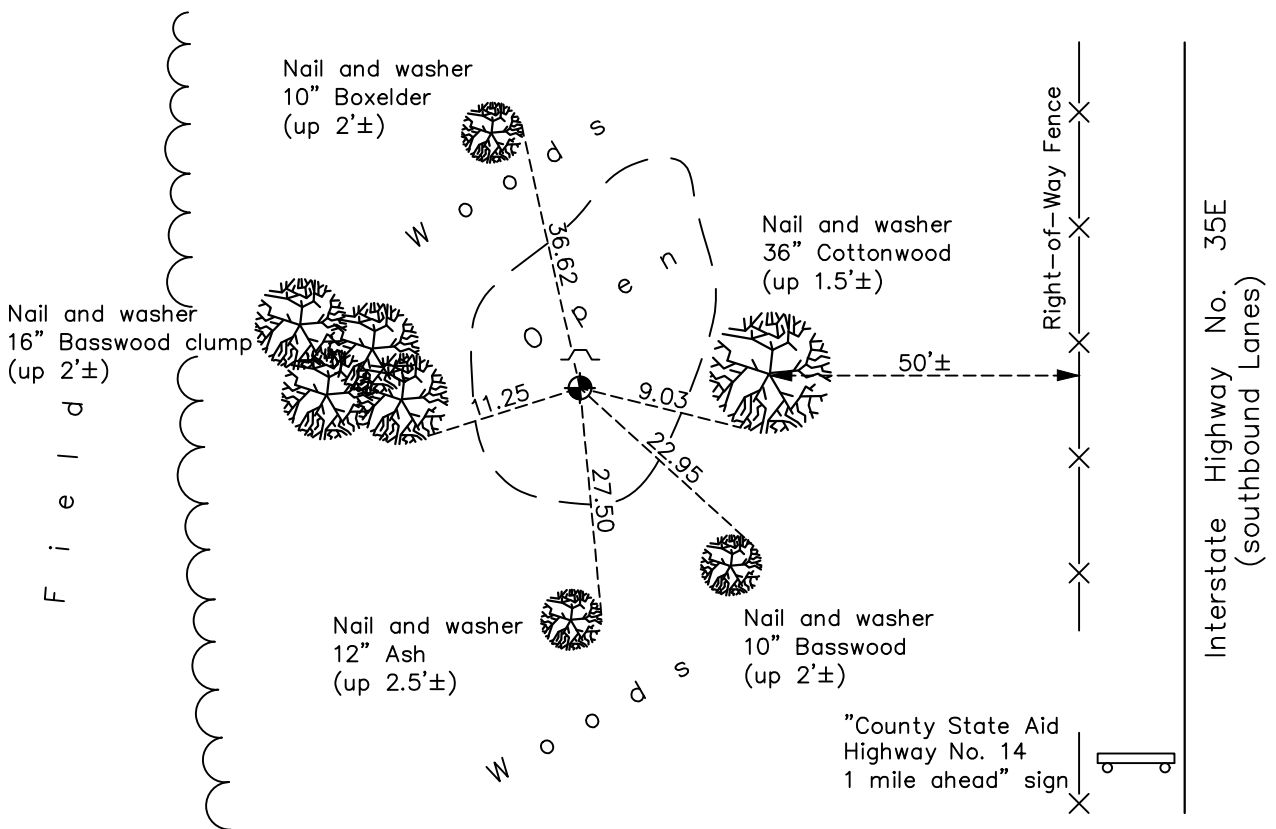 Nail and washer
10" Boxelder
(up 2'±)
Woods
Open
36.62
Nail and washer
36" Cottonwood
(up 1.5'±)
Right-of-Way Fence
Interstate Highway No. 35E
(southbound Lanes)
Nail and washer
16" Basswood clump
(up 2'±)
Field
11.25
9.03
50'±
22.95
27.50
Nail and washer
12" Ash
(up 2.5'±)
Nail and washer
10" Basswood
(up 2'±)
Woods
"County State Aid
Highway No. 14
1 mile ahead" sign